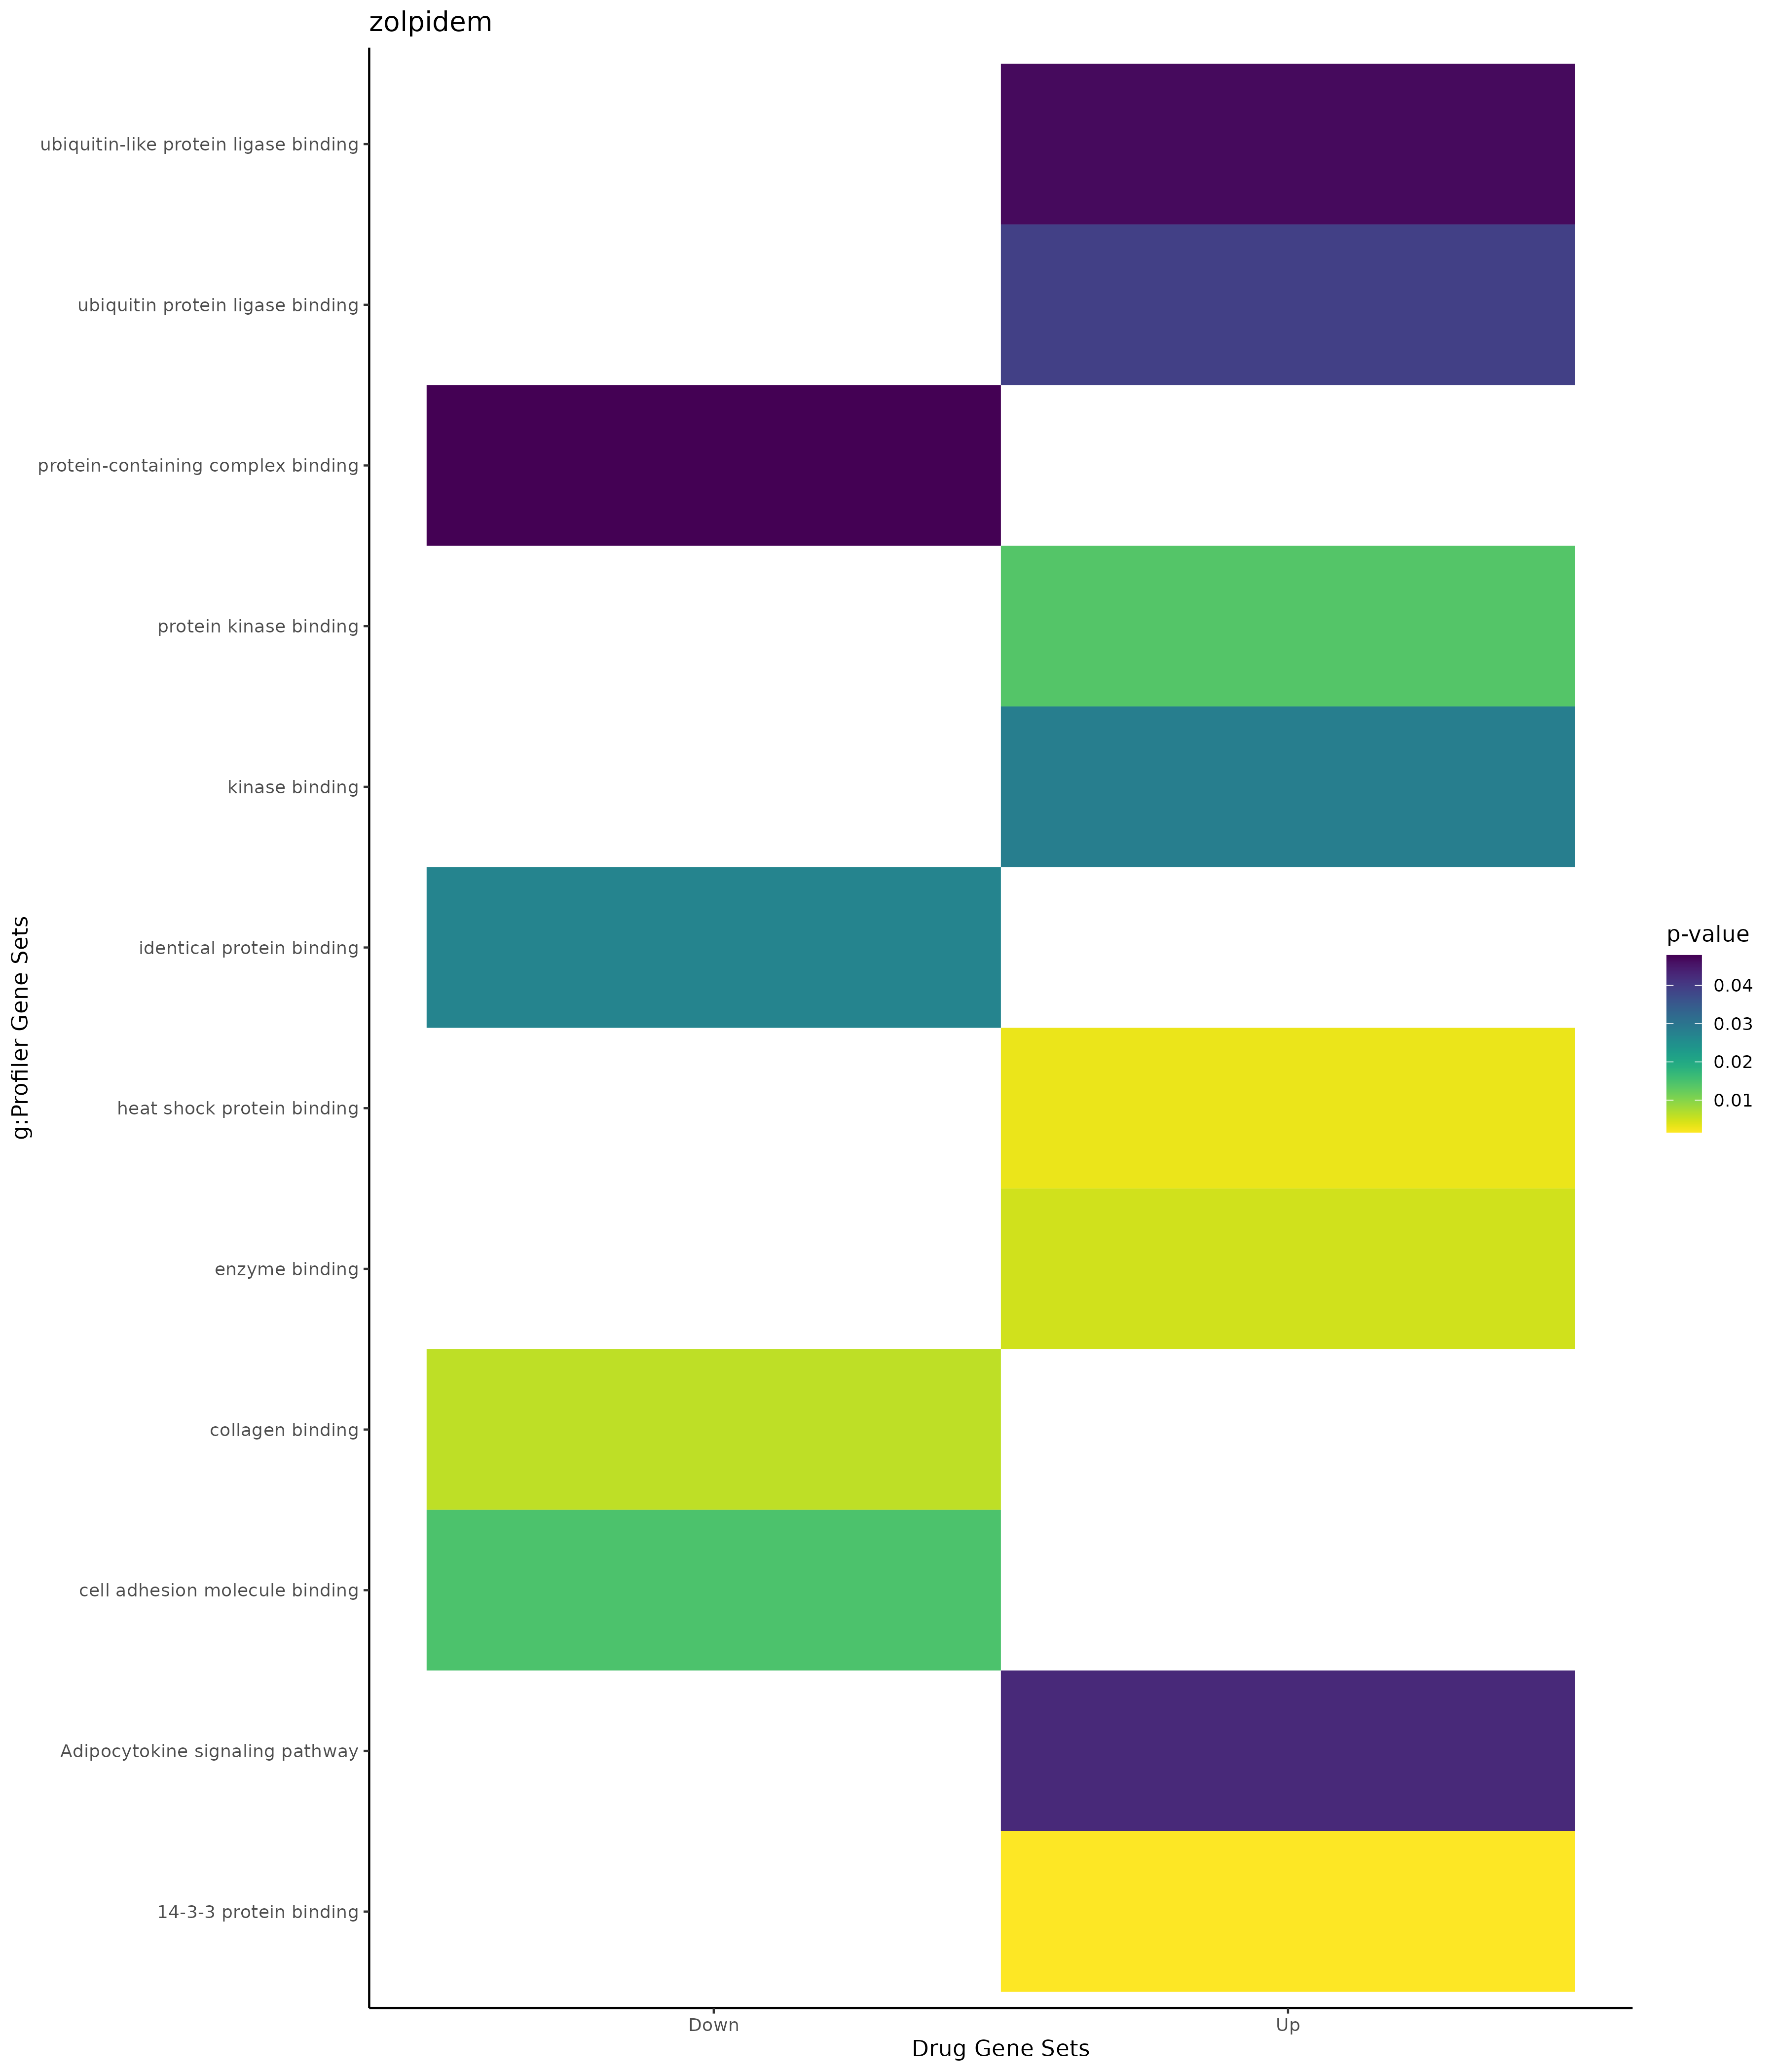 zolpidem
g:Profiler Gene Sets
ubiquitin-like protein ligase binding
ubiquitin protein ligase binding
protein-containing complex binding
protein kinase binding
kinase binding
identical protein binding
heat shock protein binding
enzyme binding
collagen binding
cell adhesion molecule binding
Adipocytokine signaling pathway
14-3-3 protein binding
Down
Up
Drug Gene Sets
p-value
0.04
0.03
0.02
0.01